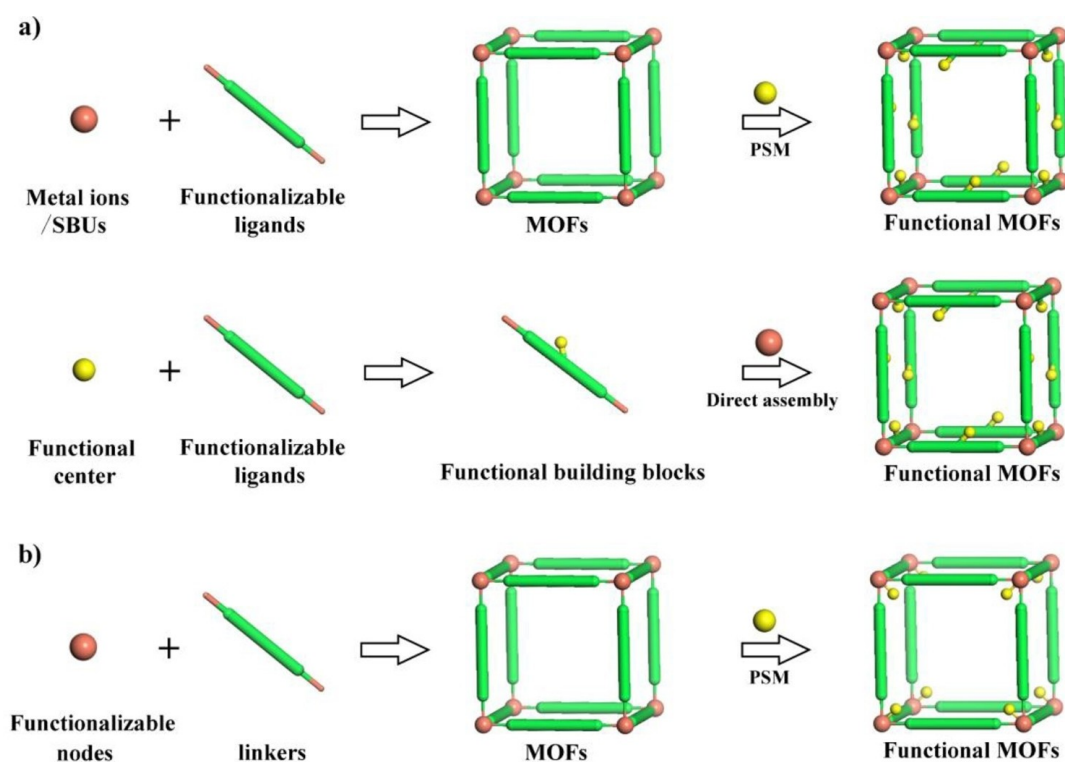 a)
+
PSM
Metal ions
/SBUs
Functionalizable
ligands
MOFs
Functional MOFs
+
Direct assembly
Functional
center
Functionalizable
ligands
Functional building blocks
Functional MOFs
b)
+
PSM
Functionalizable
nodes
linkers
MOFs
Functional MOFs